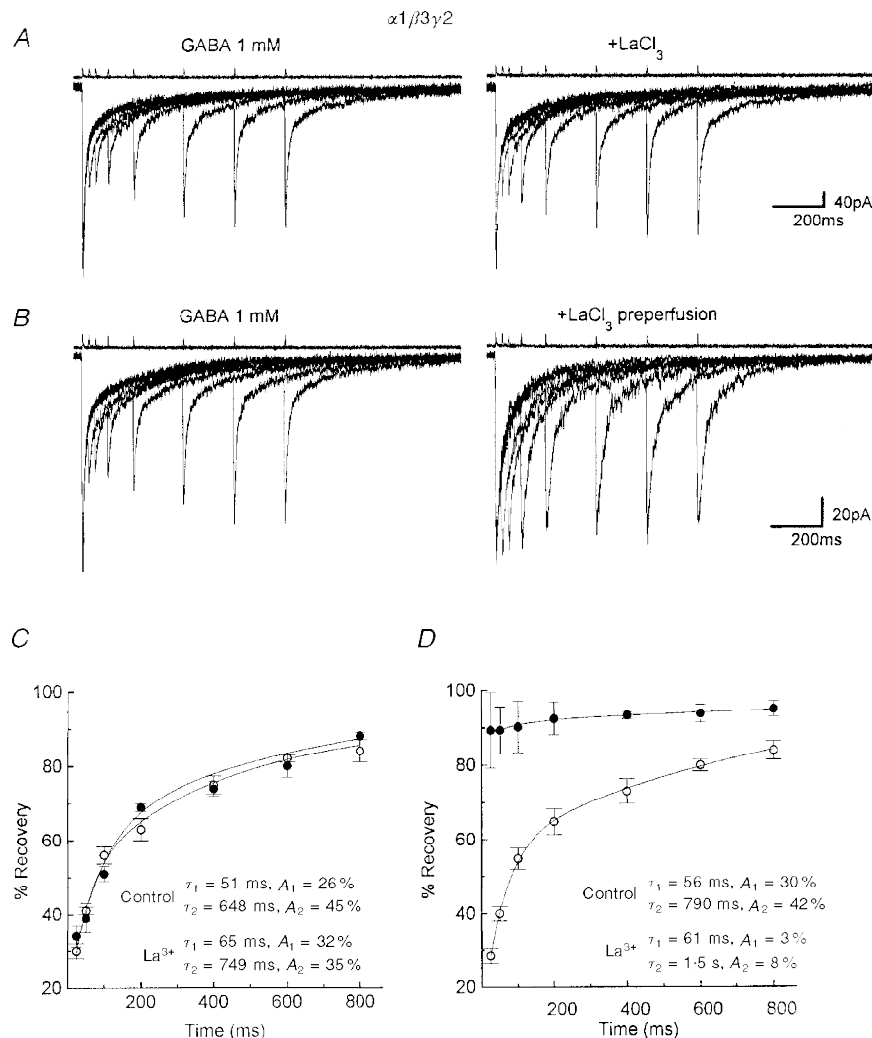 α1β3γ2
A
GABA 1 mM
+LaCl3
40pA
200ms
B
GABA 1 mM
+LaCl3 preperfusion
20pA
200ms
C
100
80
60
40
20
% Recovery
200 400 600 800
Time (ms)
Control
τ1 = 51 ms, A1 = 26%
τ2 = 648 ms, A2 = 45%
La3+
τ1 = 65 ms, A1 = 32%
τ2 = 749 ms, A2 = 35%
D
100
80
60
40
20
% Recovery
200 400 600 800
Time (ms)
Control
τ1 = 56 ms, A1 = 30%
τ2 = 790 ms, A2 = 42%
La3+
τ1 = 61 ms, A1 = 3%
τ2 = 1·5 s, A2 = 8%